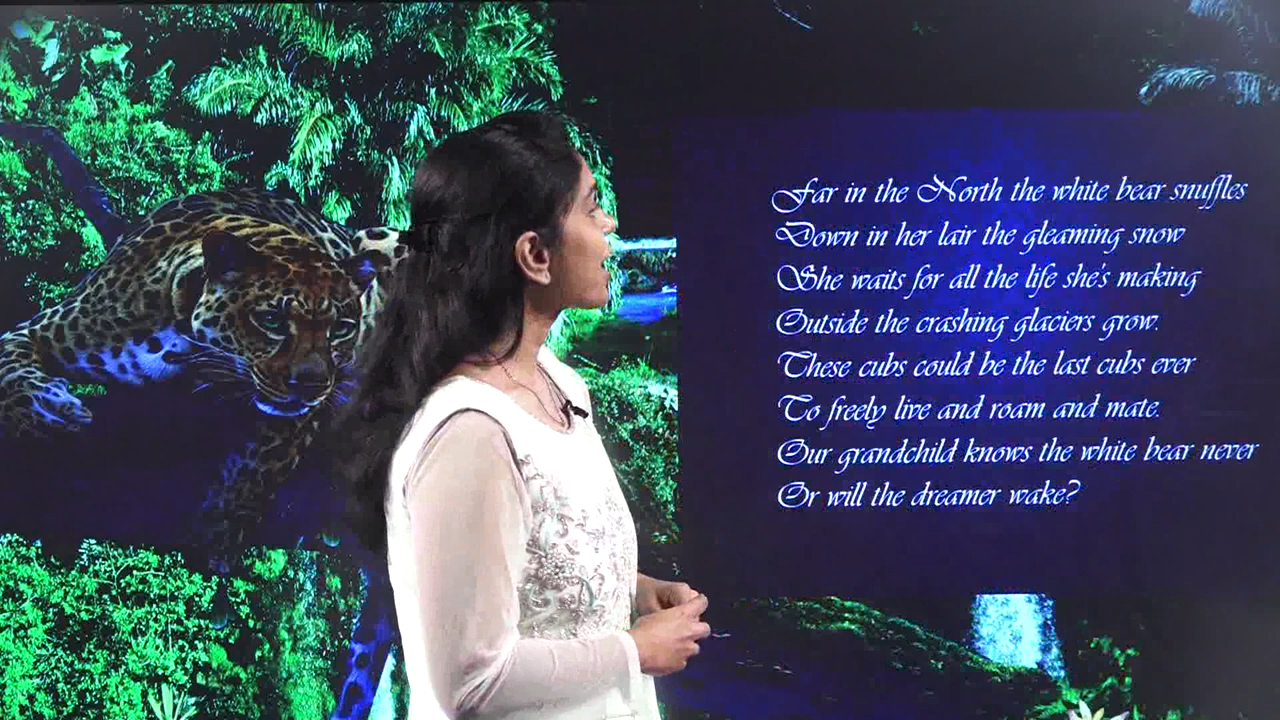 Far in the North the white bear snuffles
Down in her lair the gleaming snow
She waits for all the life she's making
Outside the crashing glaciers grow.
These cubs could be the last cubs ever
To freely live and roam and mate.
Our grandchild knows the white bear never
Or will the dreamer wake?